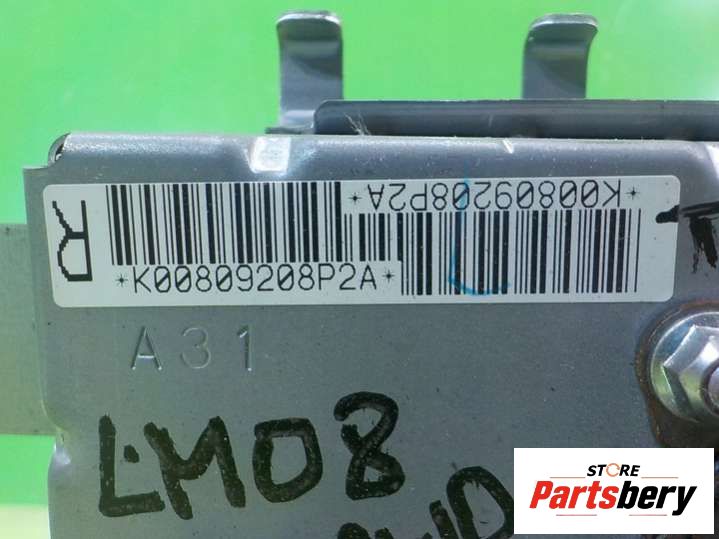 *K00809208P2A*
R
*K00809208P2A*
A31
LM08
STORE
Partsbery